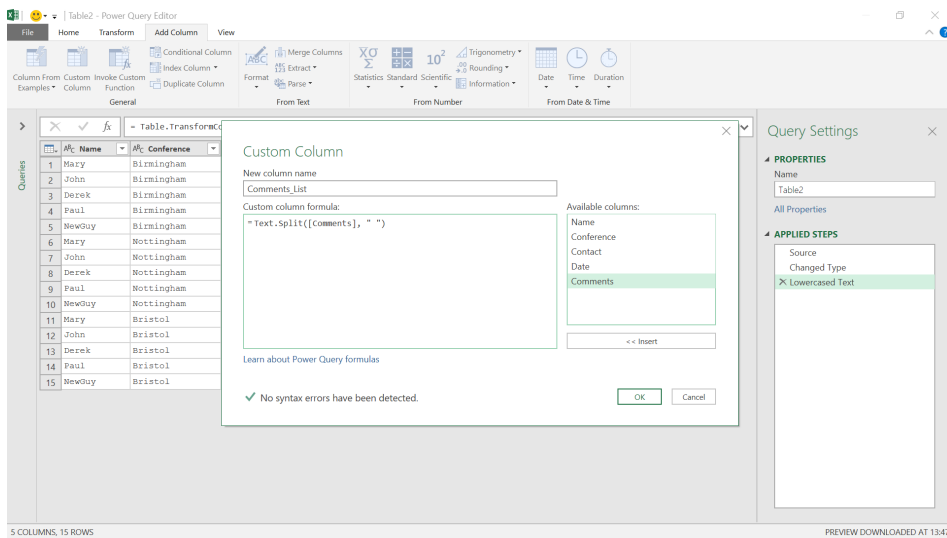 Table2 - Power Query Editor
File Home Transform Add Column View
Column From Examples
Custom Column
Invoke Custom Function
Conditional Column
Index Column
Duplicate Column
General
Format
Merge Columns
Extract
Parse
From Text
Statistics
Standard
Scientific
Trigonometry
Rounding
Information
From Number
Date
Time
Duration
From Date & Time
fx = Table.TransformCo
Queries
Name Conference
1 Mary Birmingham
2 John Birmingham
3 Derek Birmingham
4 Paul Birmingham
5 NewGuy Birmingham
6 Mary Nottingham
7 John Nottingham
8 Derek Nottingham
9 Paul Nottingham
10 NewGuy Nottingham
11 Mary Bristol
12 John Bristol
13 Derek Bristol
14 Paul Bristol
15 NewGuy Bristol
Custom Column
New column name
Comments_List
Custom column formula:
= Text.Split([Comments], " ")
Available columns:
Name
Conference
Contact
Date
Comments
<< Insert
Learn about Power Query formulas
No syntax errors have been detected.
OK Cancel
Query Settings
PROPERTIES
Name
Table2
All Properties
APPLIED STEPS
Source
Changed Type
Lowercased Text
5 COLUMNS, 15 ROWS
PREVIEW DOWNLOADED AT 13:47